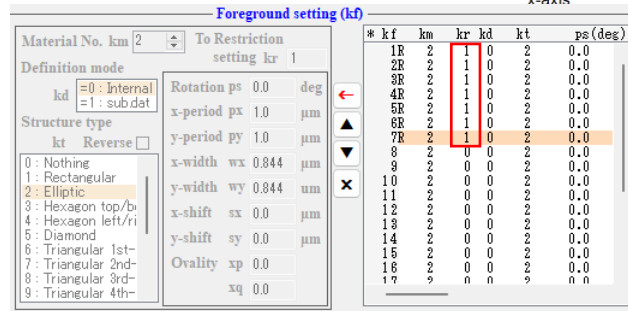 x-axis
Foreground setting (kf)
Material No. km 2
To Restriction
setting kr 1
Definition mode
kd
=0 : Internal
=1 : sub.dat
Structure type
kt Reverse
0 : Nothing
1 : Rectangular
2 : Elliptic
3 : Hexagon top/b
4 : Hexagon left/ri
5 : Diamond
6 : Triangular 1st-
7 : Triangular 2nd-
8 : Triangular 3rd-
9 : Triangular 4th-
Rotation ps 0.0 deg
x-period px 1.0 μm
y-period py 1.0 μm
x-width wx 0.844 μm
y-width wy 0.844 um
x-shift sx 0.0 μm
y-shift sy 0.0 μm
Ovality xp 0.0
xq 0.0
* kf km kr kd kt ps(deg)
1R 2 1 0 2 0.0
2R 2 1 0 2 0.0
3R 2 1 0 2 0.0
4R 2 1 0 2 0.0
5R 2 1 0 2 0.0
6R 2 1 0 2 0.0
7R 2 1 0 2 0.0
8 2 0 0 2 0.0
9 2 0 0 2 0.0
10 2 0 0 2 0.0
11 2 0 0 2 0.0
12 2 0 0 2 0.0
13 2 0 0 2 0.0
14 2 0 0 2 0.0
15 2 0 0 2 0.0
16 2 0 0 2 0.0
17 2 0 0 2 0.0